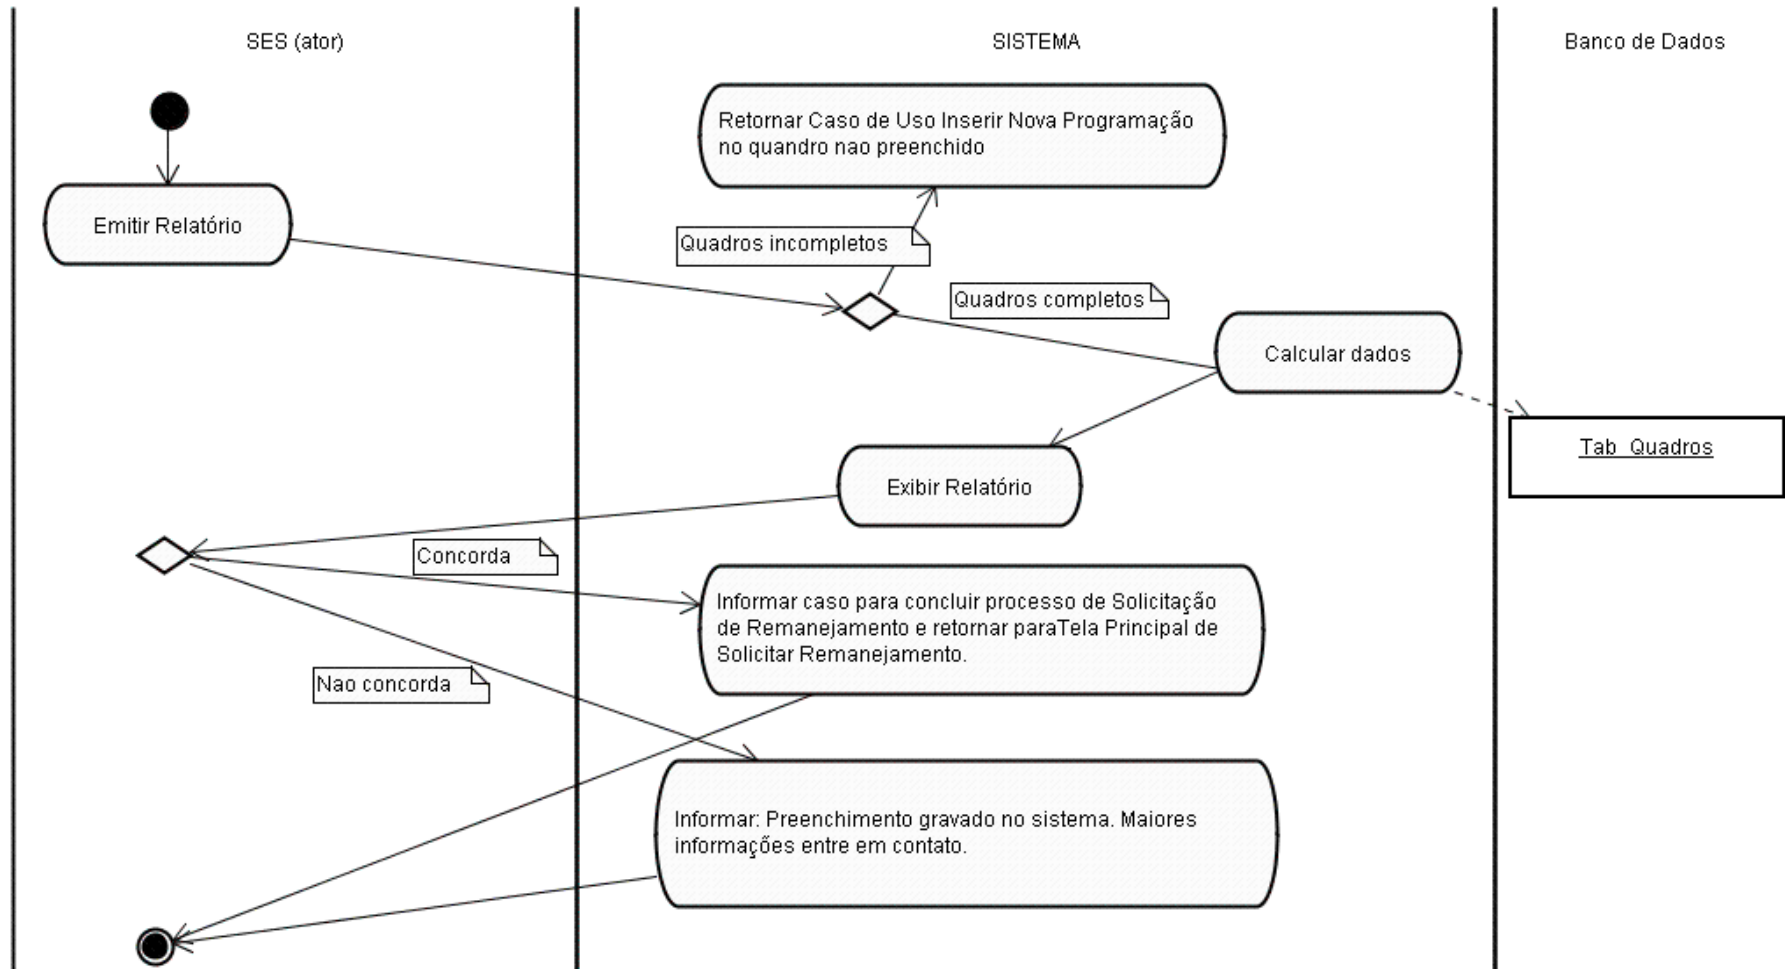 SES (ator)
SISTEMA
Banco de Dados
Retornar Caso de Uso Inserir Nova Programação
no quandro nao preenchido
Emitir Relatório
Quadros incompletos
Quadros completos
Calcular dados
Tab_Quadros
Exibir Relatório
Concorda
Informar caso para concluir processo de Solicitação
de Remanejamento e retornar paraTela Principal de
Solicitar Remanejamento.
Nao concorda
Informar: Preenchimento gravado no sistema. Maiores
informações entre em contato.